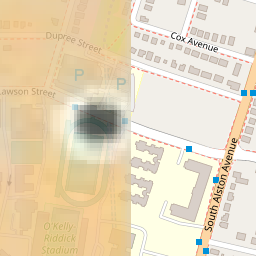 Dupree Street
Cox Avenue
P
P
Lawson Street
South Alston Avenue
O'Kelly
Riddick
Stadium